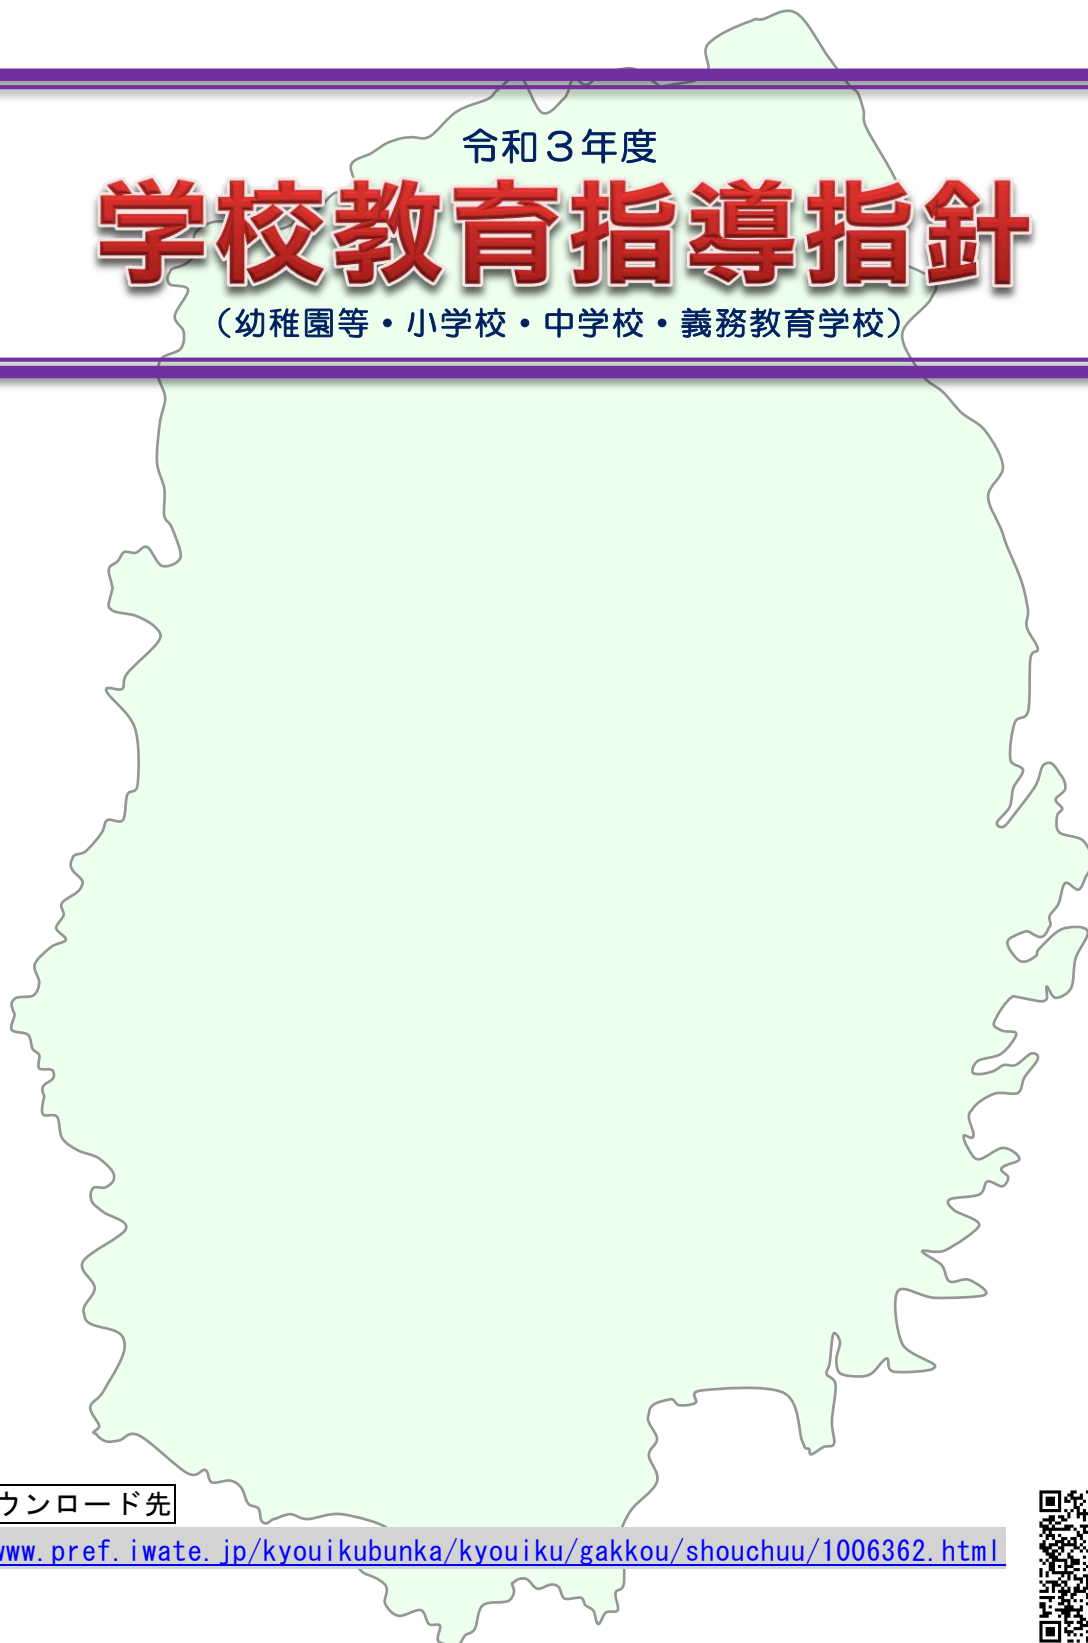 令和３年度
学校教育指導指針
（幼稚園等・小学校・中学校・義務教育学校）
ウンロード先
www.pref.iwate.jp/kyouikubunka/kyouiku/gakkou/shouchuu/1006362.html